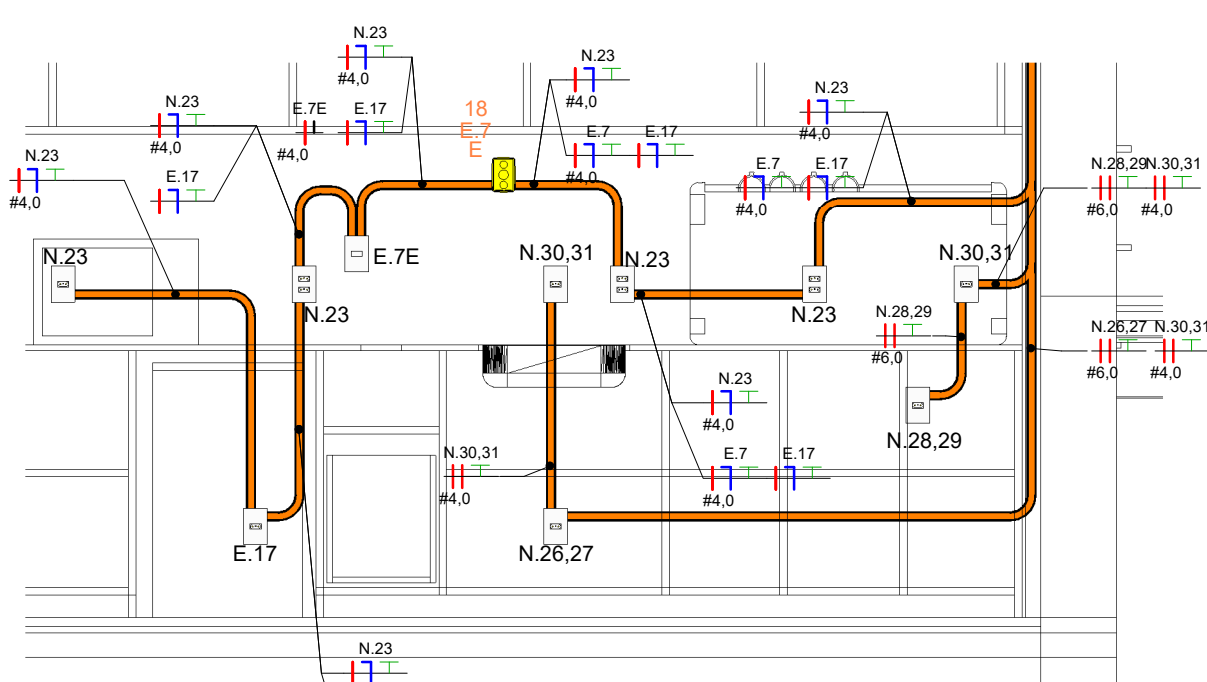 N.23
#4,0
N.23
#4,0
N.23
#4,0
E.7E
#4,0
E.17
18
E.7
E
E.7
#4,0
E.17
N.23
#4,0
N.23
#4,0
E.17
N.23
#4,0
E.7
#4,0
E.17
N.28,29
#6,0
N.30,31
#4,0
N.23
E.7E
N.30,31
N.23
N.30,31
N.23
N.23
N.28,29
#6,0
N.26,27
#6,0
N.30,31
#4,0
N.23
#4,0
N.28,29
N.30,31
#4,0
E.7
#4,0
E.17
E.17
N.26,27
N.23